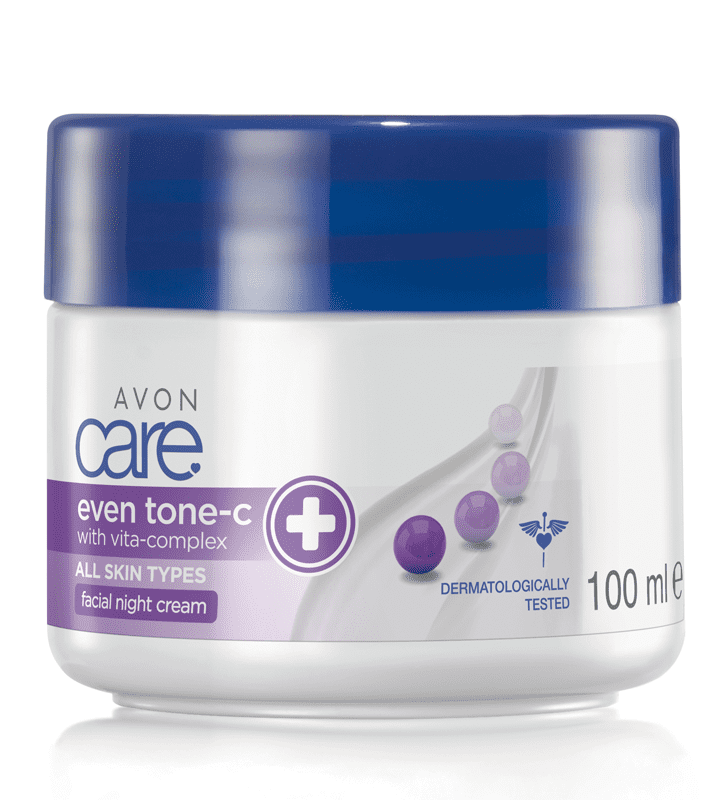 AVON
care
even tone-c
with vita-complex
ALL SKIN TYPES
facial night cream
DERMATOLOGICALLY
TESTED
100 ml e